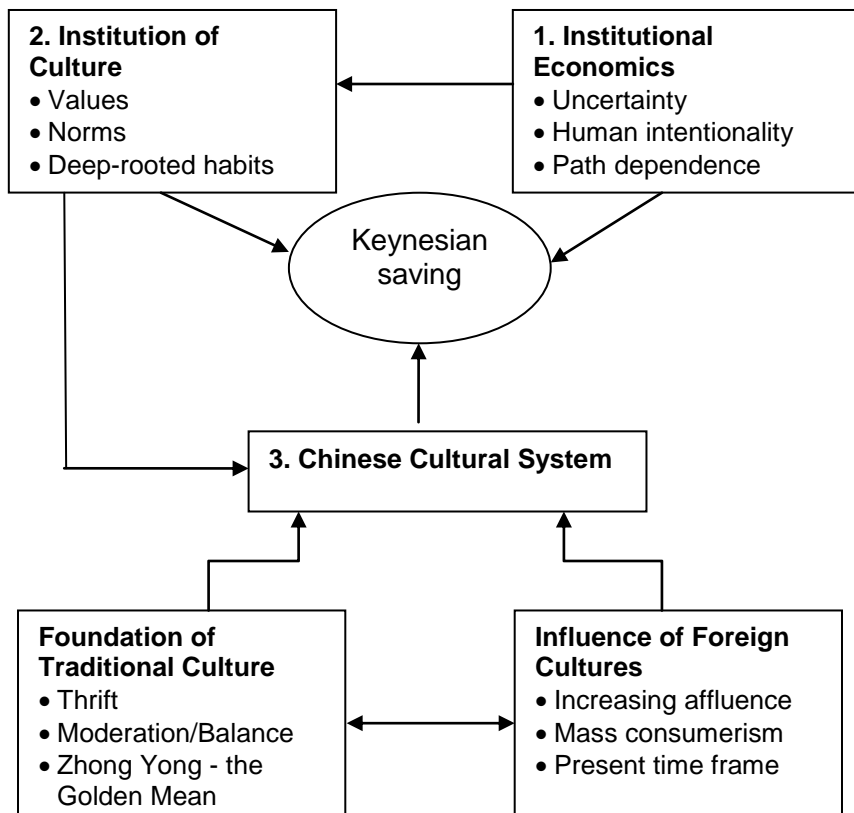 2. Institution of
Culture
• Values
• Norms
• Deep-rooted habits
1. Institutional
Economics
• Uncertainty
• Human intentionality
• Path dependence
Keynesian
saving
3. Chinese Cultural System
Foundation of
Traditional Culture
• Thrift
• Moderation/Balance
• Zhong Yong - the
Golden Mean
Influence of Foreign
Cultures
• Increasing affluence
• Mass consumerism
• Present time frame